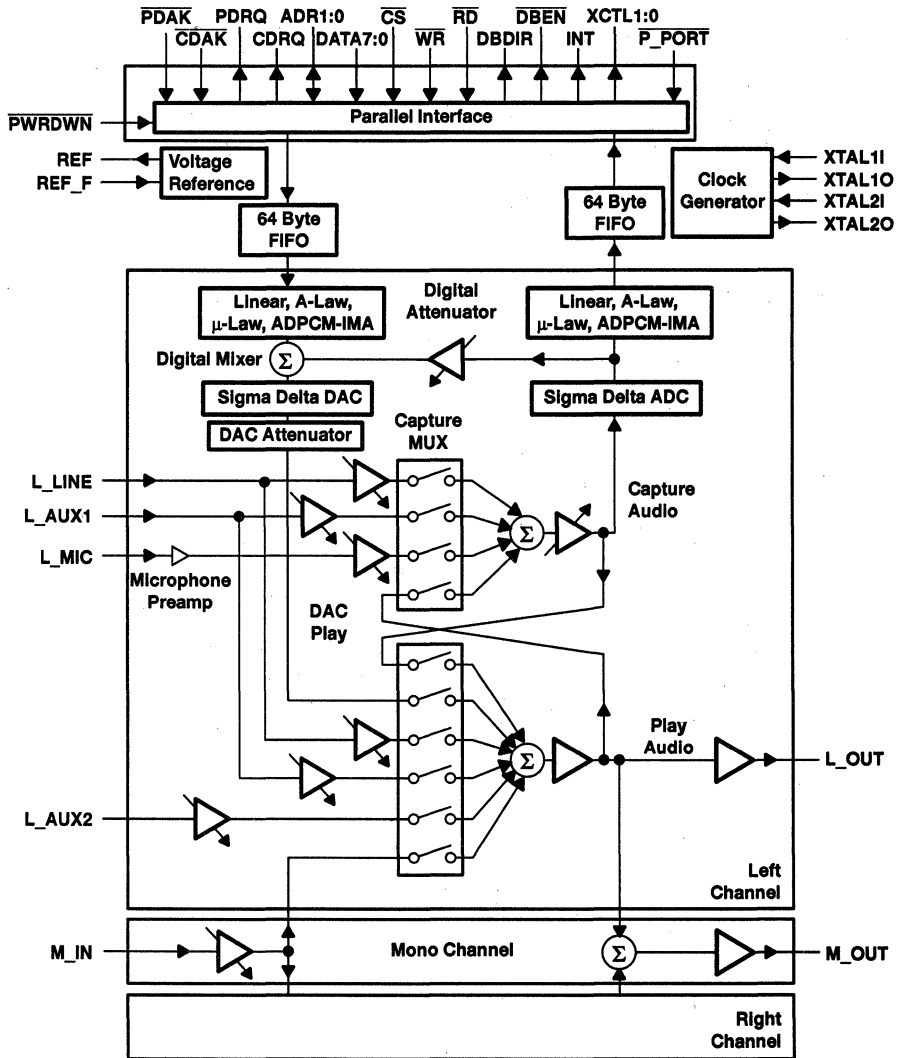 PDAK PDRQ ADR1:0 CS RD DBEN XCTL1:0
CDAK CDRQ DATA7:0 WR DBDIR INT P_PORT
Parallel Interface
PWRDWN
REF
REF_F
Voltage
Reference
64 Byte
FIFO
64 Byte
FIFO
Clock
Generator
XTAL1I
XTAL1O
XTAL2I
XTAL2O
Linear, A-Law,
μ-Law, ADPCM-IMA
Digital
Attenuator
Linear, A-Law,
μ-Law, ADPCM-IMA
Digital Mixer
Σ
Sigma Delta DAC
Sigma Delta ADC
DAC Attenuator
Capture
MUX
L_LINE
L_AUX1
L_MIC
Microphone
Preamp
Σ
Capture
Audio
DAC
Play
Σ
Play
Audio
L_OUT
L_AUX2
Left
Channel
M_IN
Mono Channel
Σ
M_OUT
Right
Channel